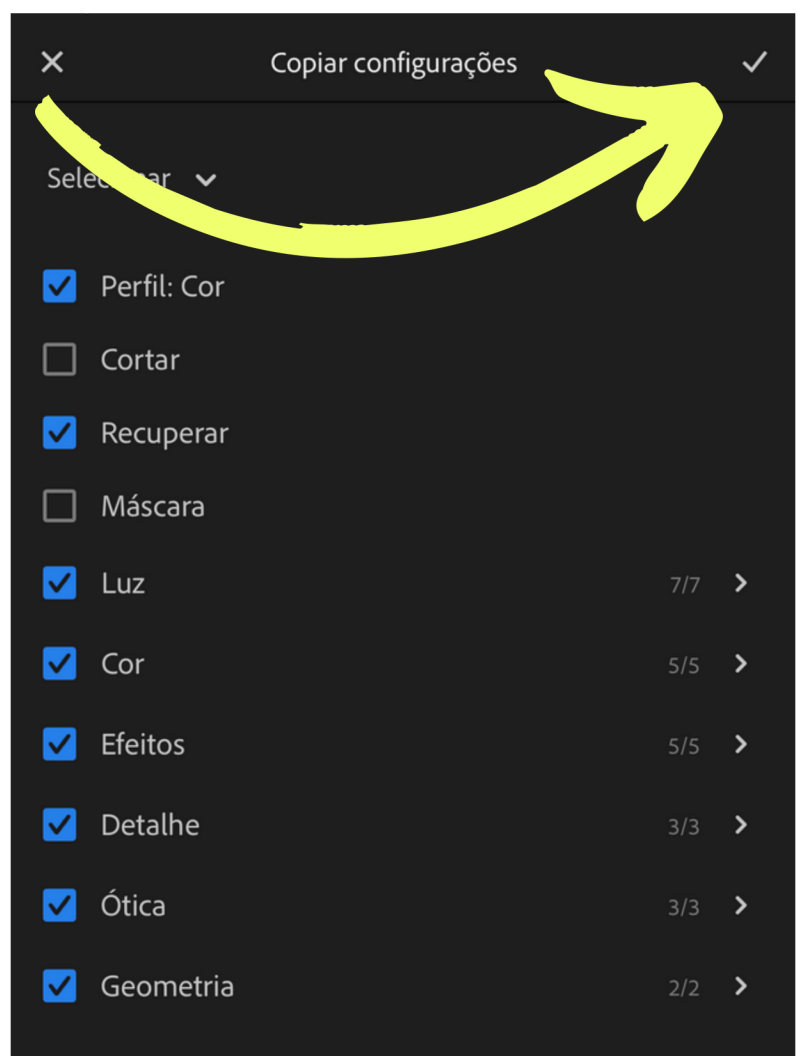 Copiar configurações
Selecionar
Perfil: Cor
Cortar
Recuperar
Máscara
Luz 7/7
Cor 5/5
Efeitos 5/5
Detalhe 3/3
Ótica 3/3
Geometria 2/2